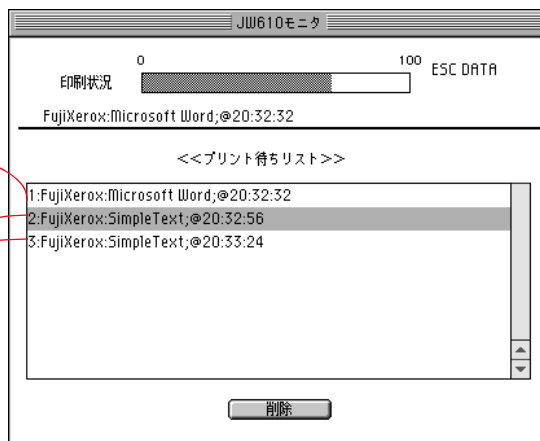 JW610モニタ
0 100 ESC DATA
印刷状況
FujiXerox:Microsoft Word;@20:32:32
<<プリント待ちリスト>>
1:FujiXerox:Microsoft Word;@20:32:32
2:FujiXerox:SimpleText;@20:32:56
3:FujiXerox:SimpleText;@20:33:24
削除